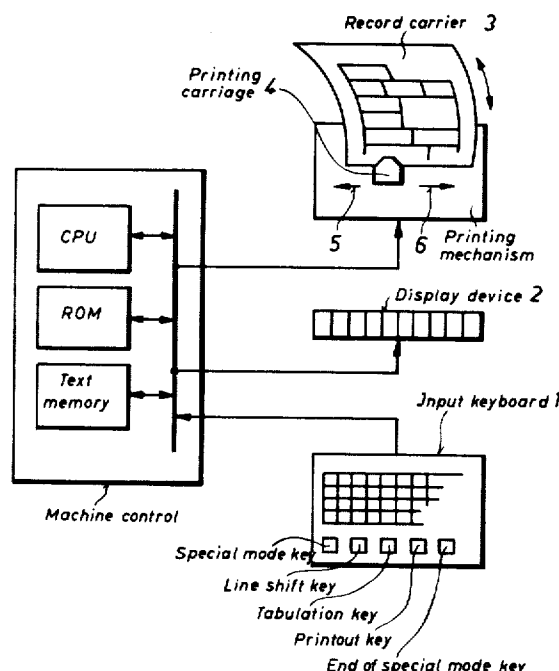 Record carrier 3
Printing
carriage 4
5
6
Printing
mechanism
CPU
ROM
Text
memory
Machine control
Display device 2
Input keyboard 1
Special mode key
Line shift key
Tabulation key
Printout key
End of special mode key